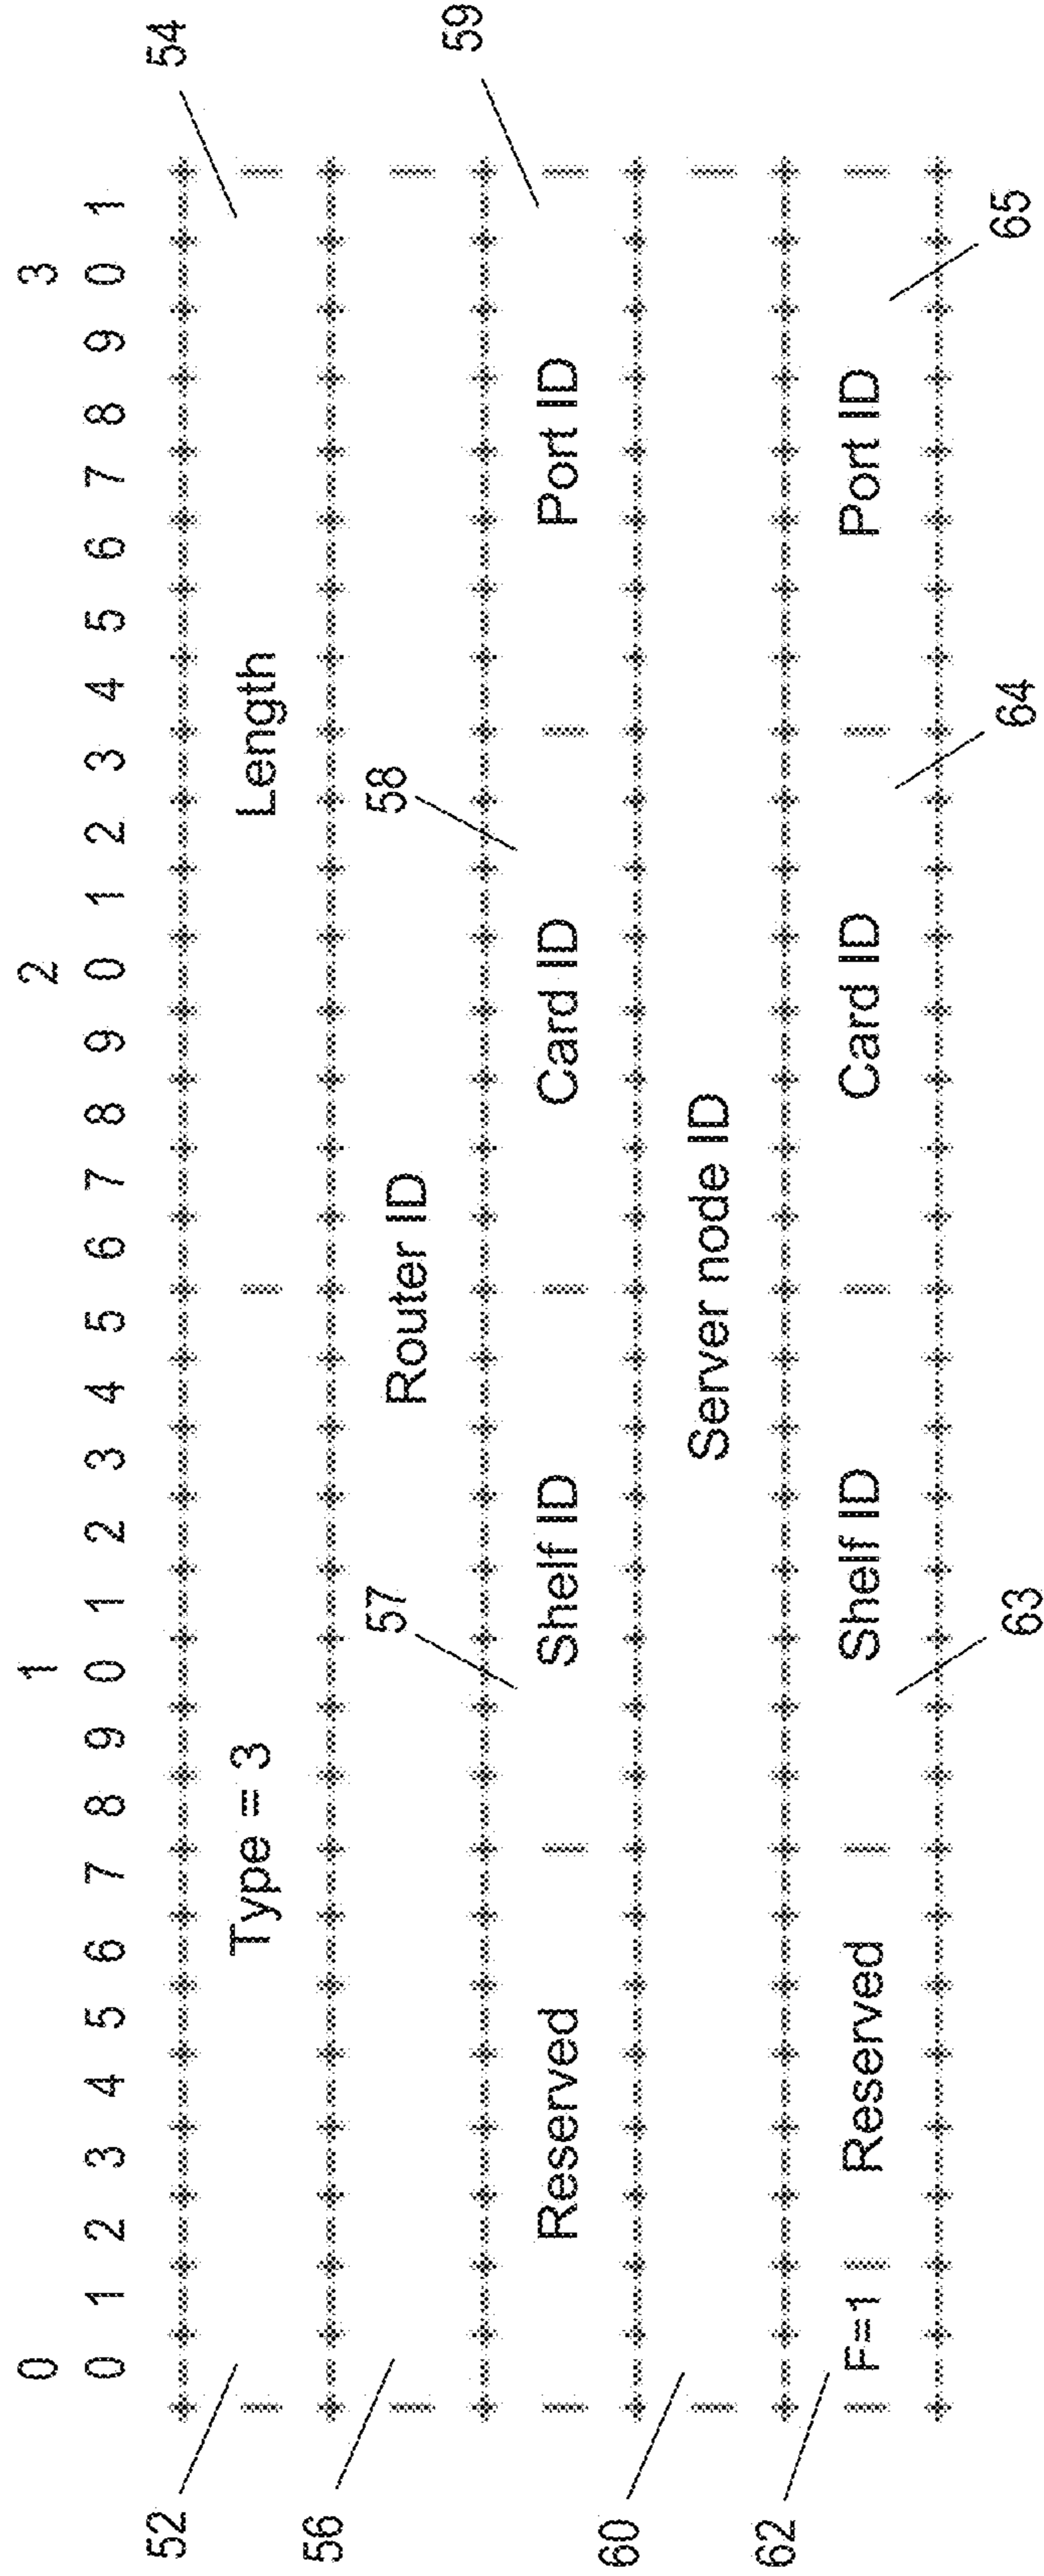 0 1 2 3
0 1 2 3 4 5 6 7 8 9 0 1 2 3 4 5 6 7 8 9 0 1 2 3 4 5 6 7 8 9 0 1
52 54
Type = 3 Length
56
Router ID
57 58 59
Reserved Shelf ID Card ID Port ID
60
Server node ID
62
F=1 Reserved Shelf ID Card ID Port ID
63 64 65